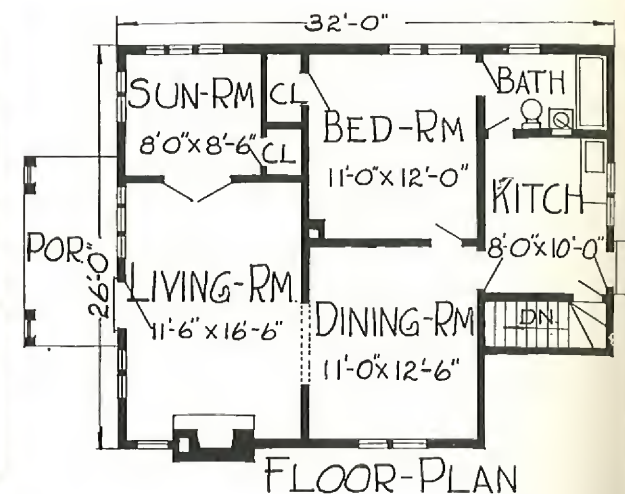 32'-0"
SUN-RM
8'0"x8'-6"
CL
CL
BED-RM
11'-0"x12'-0"
BATH
KITCH
8'-0"x10'-0"
POR.
26'-0"
LIVING-RM.
11'-6"x16'-6"
DINING-RM
11'-0"x12'-6"
DN.
FLOOR-PLAN